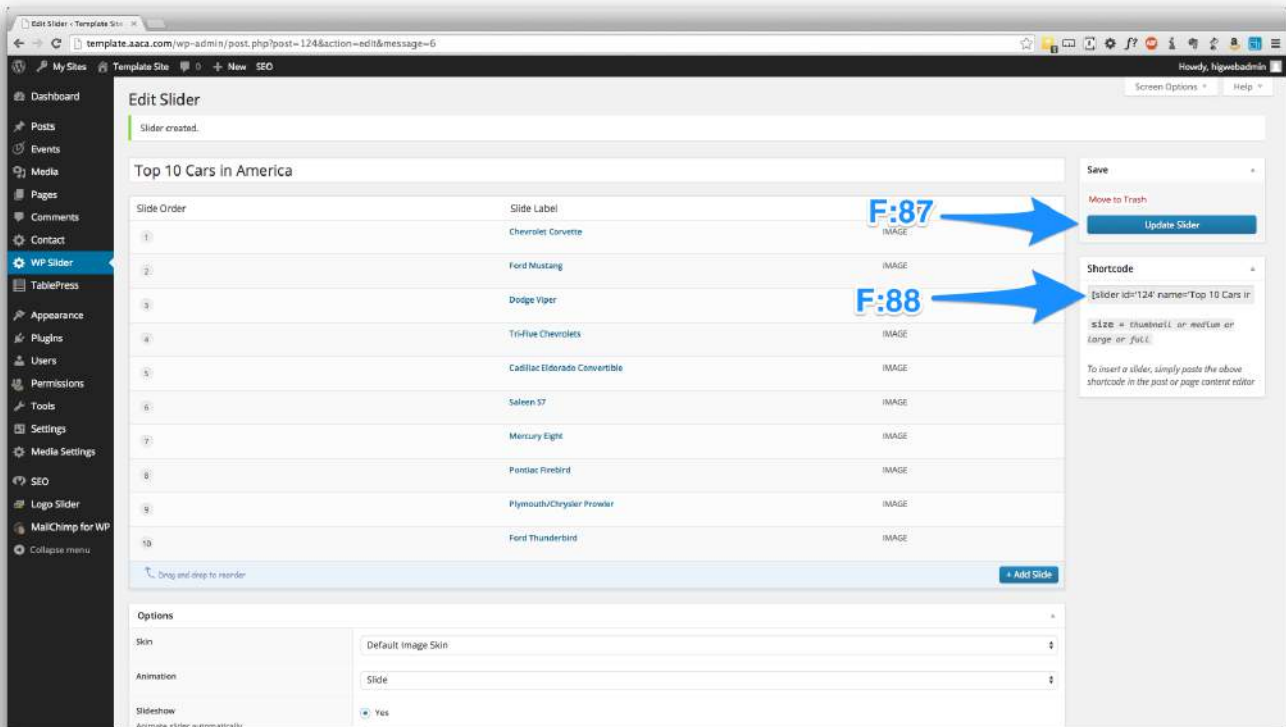 Edit Slider ‹ Template Site
template.aaca.com/wp-admin/post.php?post=124&action=edit&message=6
My Sites Template Site 0 + New SEO Howdy, higwebadmin
Screen Options Help
Dashboard
Posts
Events
Media
Pages
Comments
Contact
WP Slider
TablePress
Appearance
Plugins
Users
Permissions
Tools
Settings
Media Settings
SEO
Logo Slider
MailChimp for WP
Collapse menu
Edit Slider
Slider created.
Top 10 Cars in America
Slide Order Slide Label
1 Chevrolet Corvette IMAGE
2 Ford Mustang IMAGE
3 Dodge Viper
4 Tri-Five Chevrolets IMAGE
5 Cadillac Eldorado Convertible IMAGE
6 Saleen S7 IMAGE
7 Mercury Eight IMAGE
8 Pontiac Firebird IMAGE
9 Plymouth/Chrysler Prowler IMAGE
10 Ford Thunderbird IMAGE
Drag and drop to reorder + Add Slide
F:87
F:88
Save
Move to Trash
Update Slider
Shortcode
[slider id='124' name='Top 10 Cars ir
size = thumbnail or medium or
large or full
To insert a slider, simply paste the above
shortcode in the post or page content editor
Options
Skin Default Image Skin
Animation Slide
Slideshow Yes
Animate slider automatically